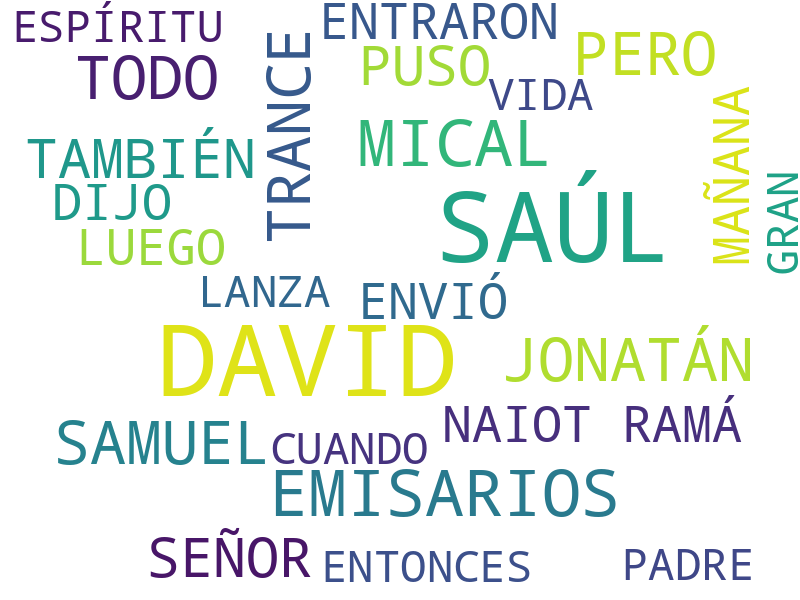 ESPÍRITU
ENTRARON
TODO
TRANCE
PUSO
PERO
VIDA
MAÑANA
MICAL
TAMBIÉN
DIJO
SAÚL
GRAN
LUEGO
LANZA
ENVIÓ
DAVID
JONATÁN
SAMUEL
CUANDO
NAIOT RAMÁ
EMISARIOS
SEÑOR
ENTONCES
PADRE